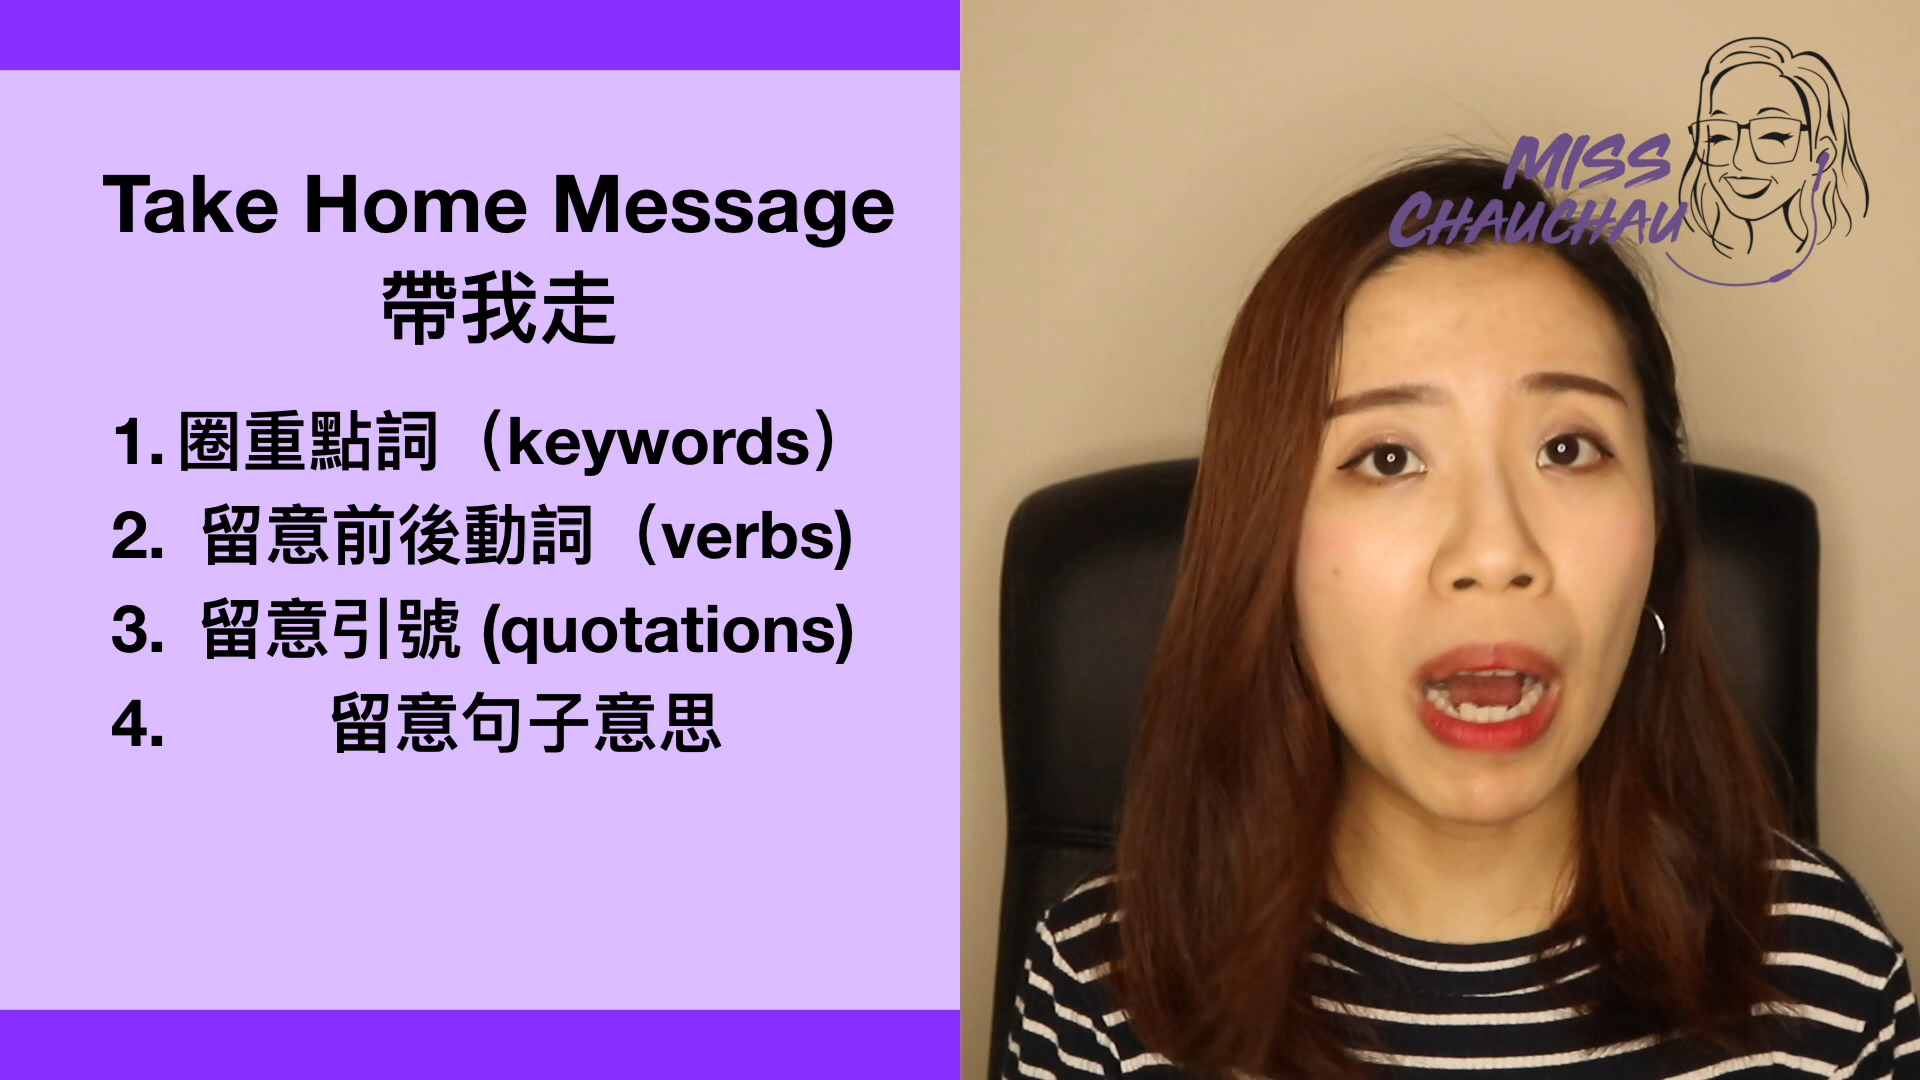 Take Home Message
帶我走
1. 圈重點詞（keywords）
2. 留意前後動詞（verbs)
3. 留意引號 (quotations)
4. 留意句子意思
MISS
CHAUCHAU